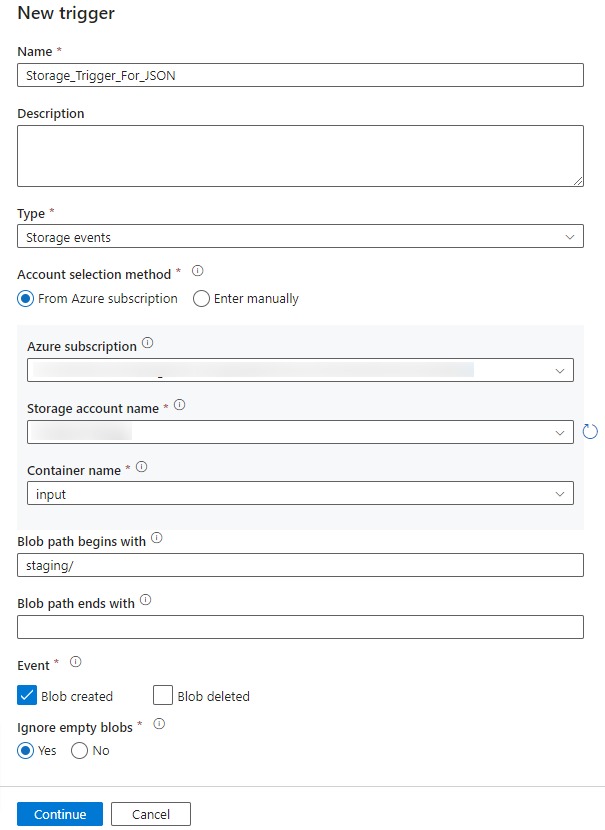 New trigger
Name *
Storage_Trigger_For_JSON
Description
Type *
Storage events
Account selection method *
From Azure subscription Enter manually
Azure subscription
Storage account name *
Container name *
input
Blob path begins with
staging/
Blob path ends with
Event *
Blob created Blob deleted
Ignore empty blobs *
Yes No
Continue Cancel